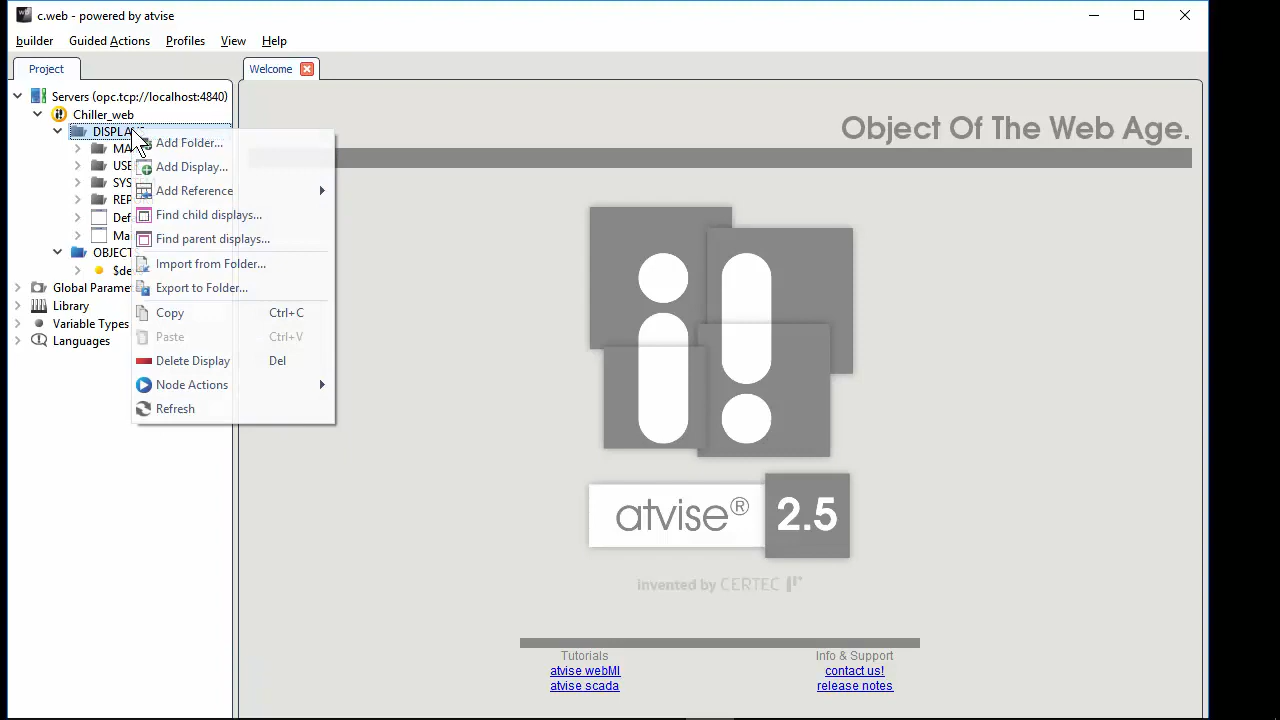 c.web - powered by atvise
builder Guided Actions Profiles View Help
Project
Welcome
Servers (opc.tcp://localhost:4840)
Chiller_web
OBJECT
Global Parame
Library
Variable Types
Languages
Add Folder...
Add Display...
Add Reference
Find child displays...
Find parent displays...
Import from Folder...
Export to Folder...
Copy Ctrl+C
Paste Ctrl+V
Delete Display Del
Node Actions
Refresh
Object Of The Web Age.
atvise® 2.5
invented by CERTEC
Tutorials
atvise webMI
atvise scada
Info & Support
contact us!
release notes